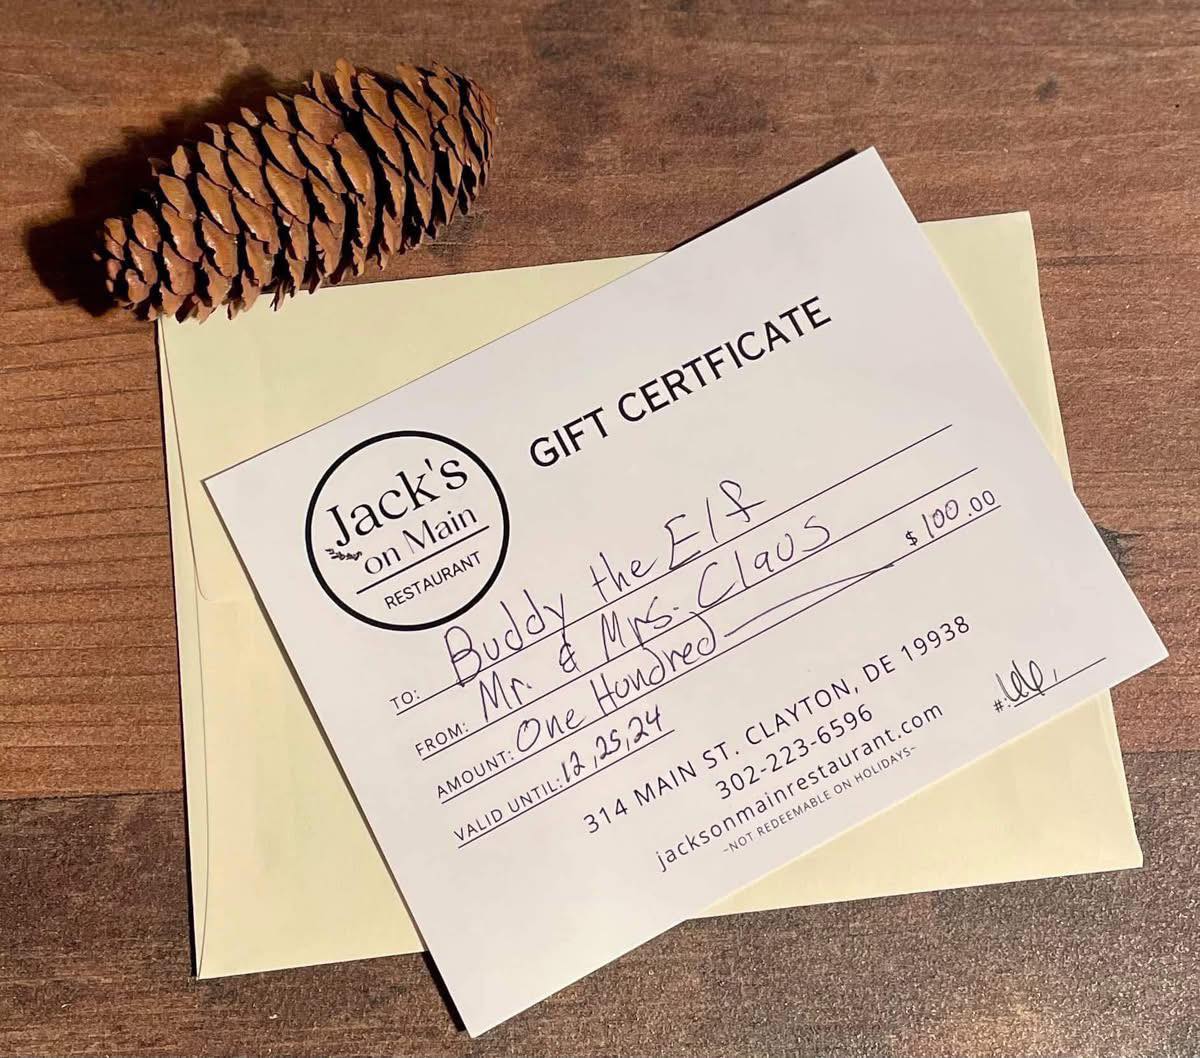 GIFT CERTFICATE
Jack's
on Main
RESTAURANT
TO: Buddy the Elf
FROM: Mr. & Mrs. Claus
AMOUNT: One Hundred $100.00
VALID UNTIL: 12,25,24
314 MAIN ST. CLAYTON, DE 19938
302-223-6596
jacksonmainrestaurant.com
~NOT REDEEMABLE ON HOLIDAYS~
#: